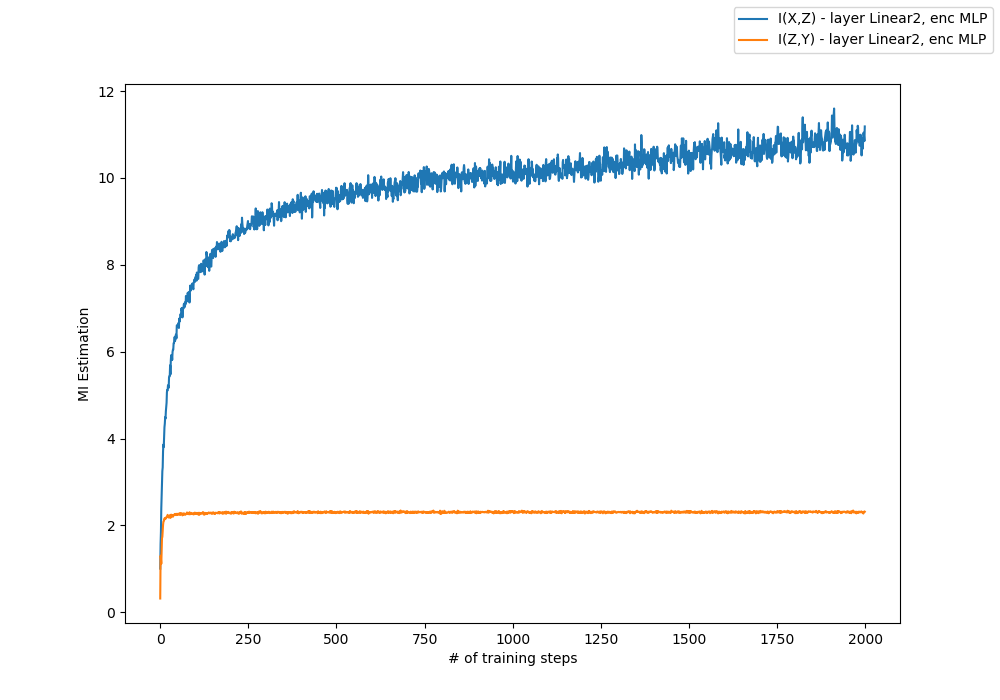 I(X,Z) - layer Linear2, enc MLP
I(Z,Y) - layer Linear2, enc MLP
12
10
8
6
4
2
0
MI Estimation
0 250 500 750 1000 1250 1500 1750 2000
# of training steps